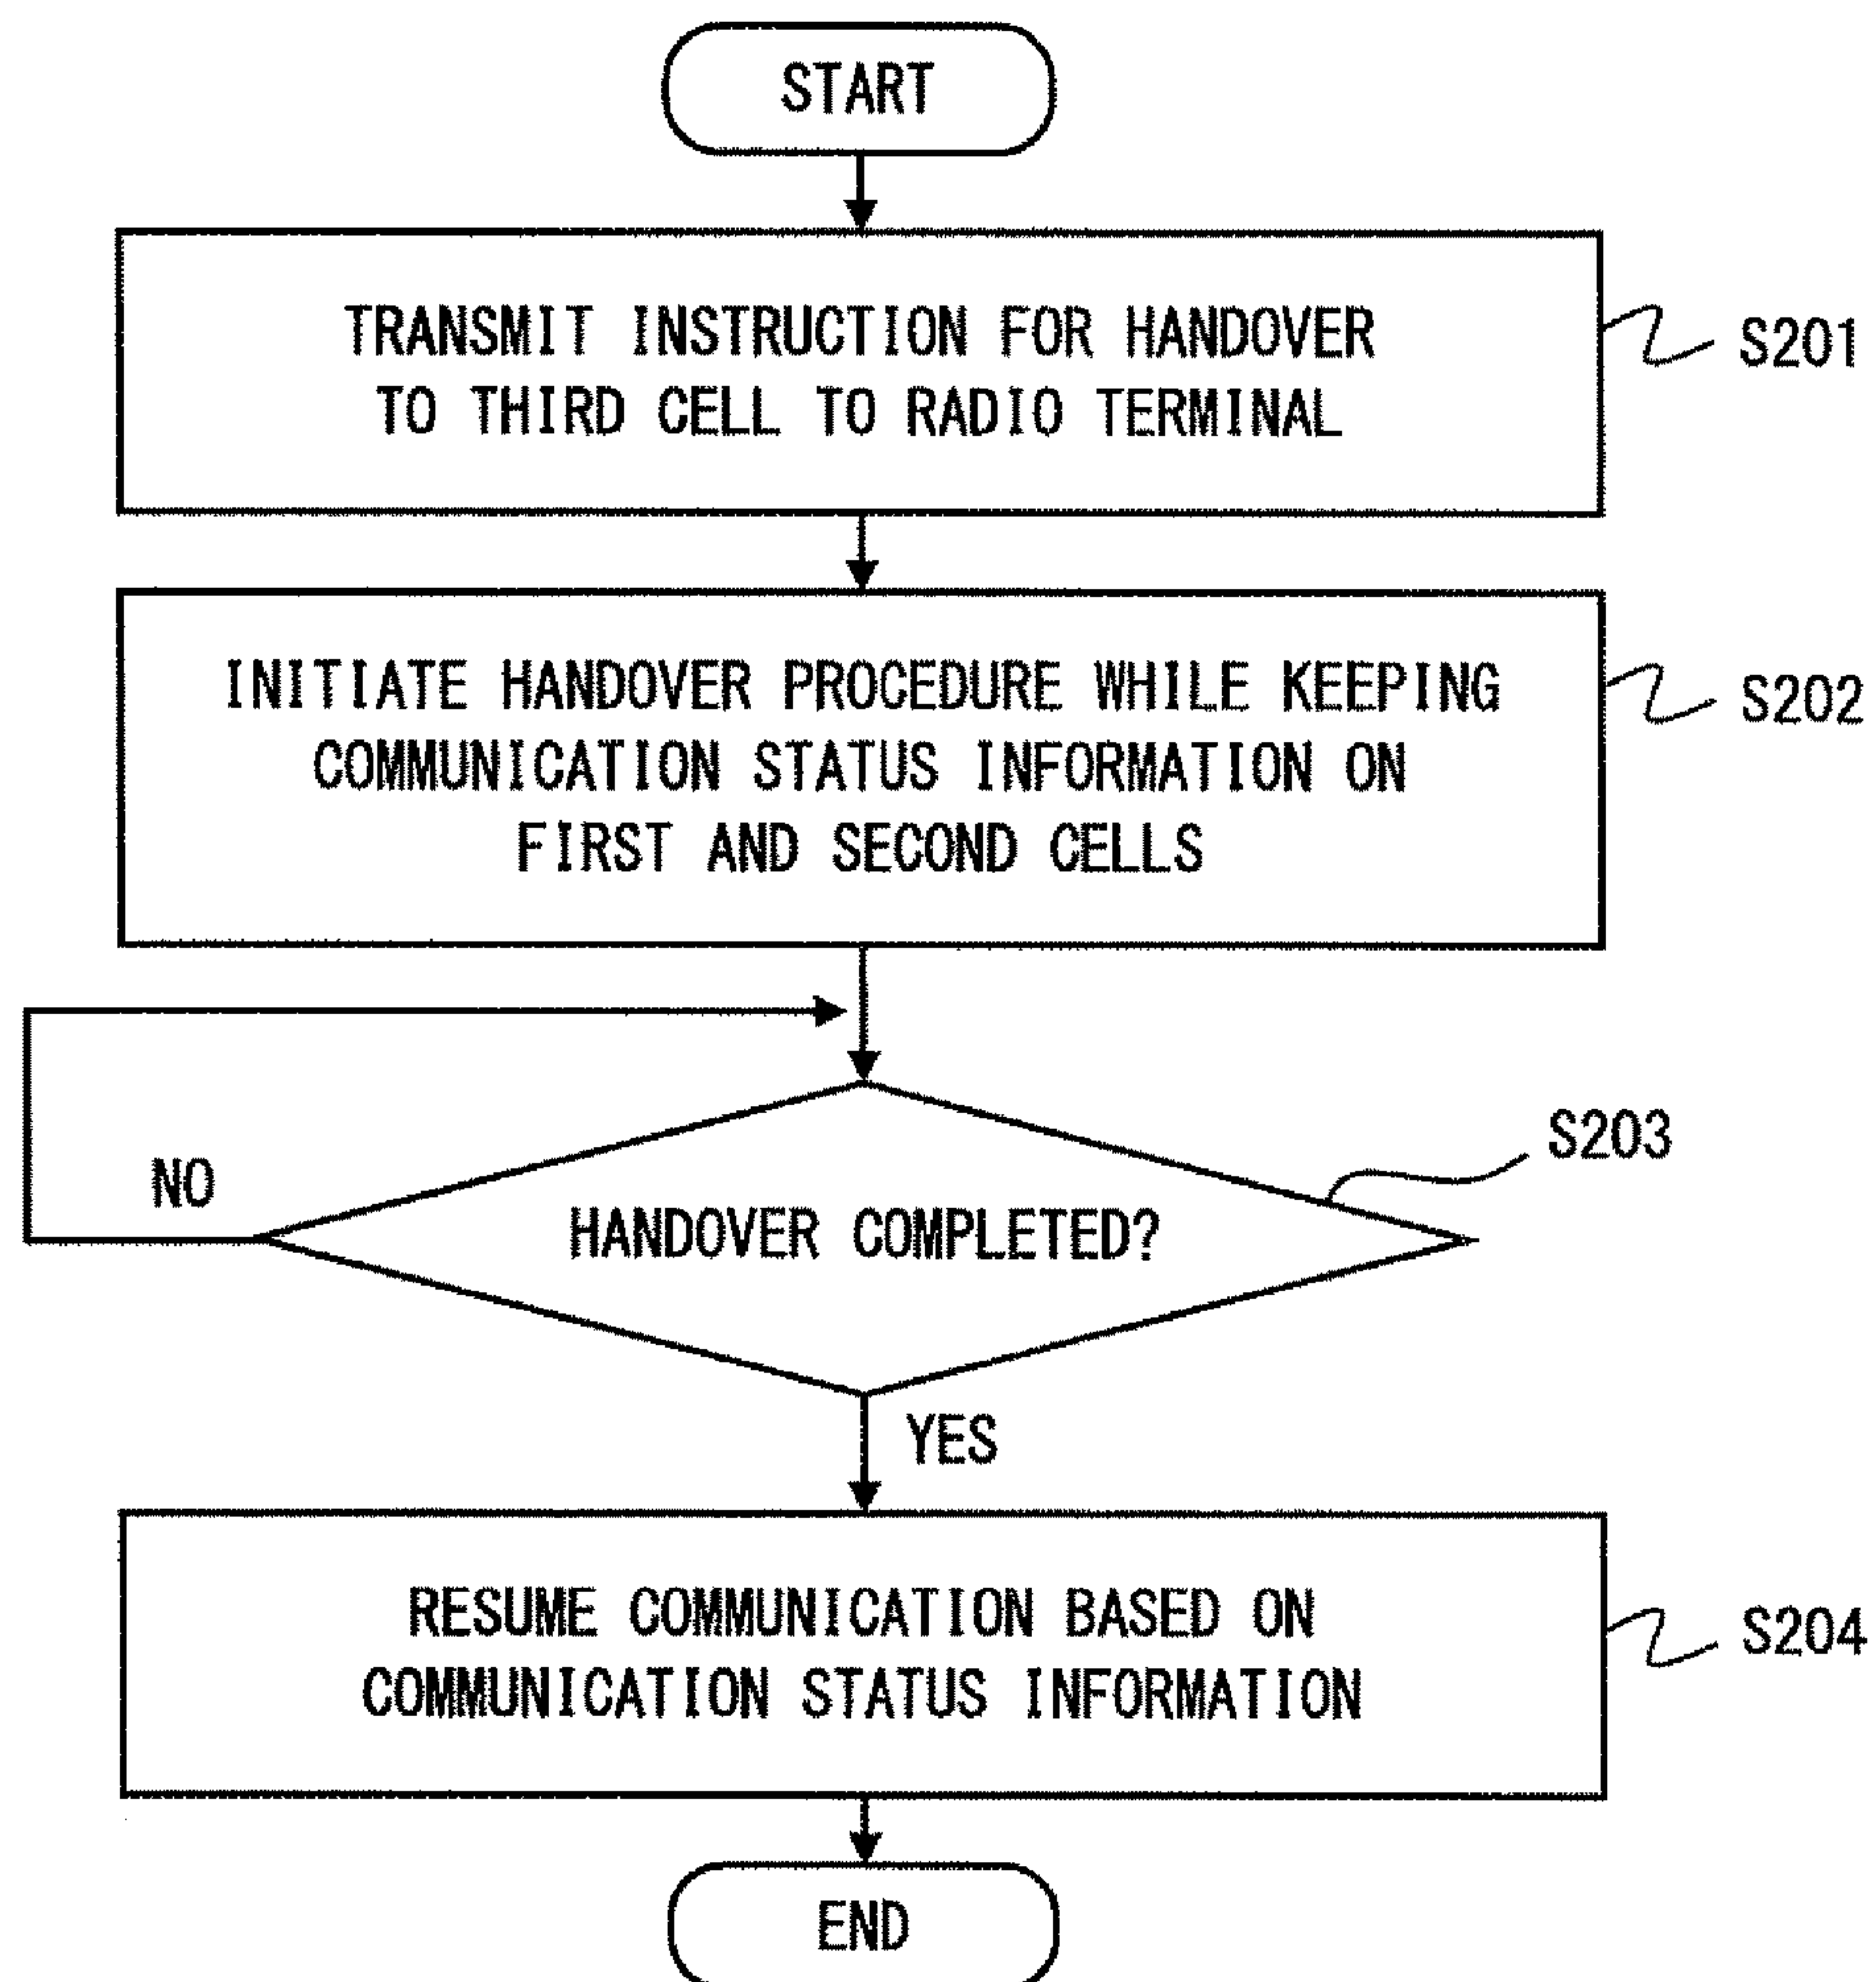 START
TRANSMIT INSTRUCTION FOR HANDOVER
TO THIRD CELL TO RADIO TERMINAL
S201
INITIATE HANDOVER PROCEDURE WHILE KEEPING
COMMUNICATION STATUS INFORMATION ON
FIRST AND SECOND CELLS
S202
S203
NO
HANDOVER COMPLETED?
YES
RESUME COMMUNICATION BASED ON
COMMUNICATION STATUS INFORMATION
S204
END